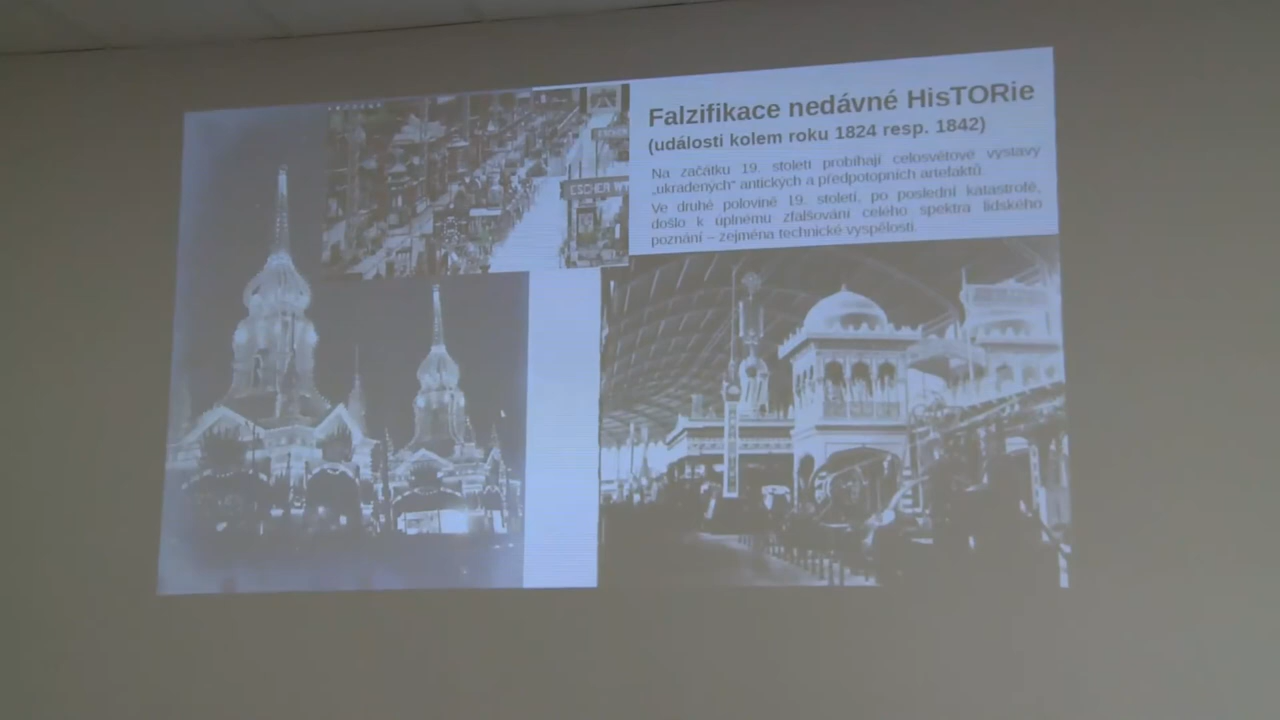 Falzifikace nedávné HisTORie
(události kolem roku 1824 resp. 1842)
Na začátku 19. století probíhají celosvětové výstavy
„ukradených“ antických a předpotopních artefaktů.
Ve druhé polovině 19. století, po poslední katastrofě,
došlo k úplnému zfalšování celého spektra lidského
poznání – zejména technické vyspělosti.
ESCHER